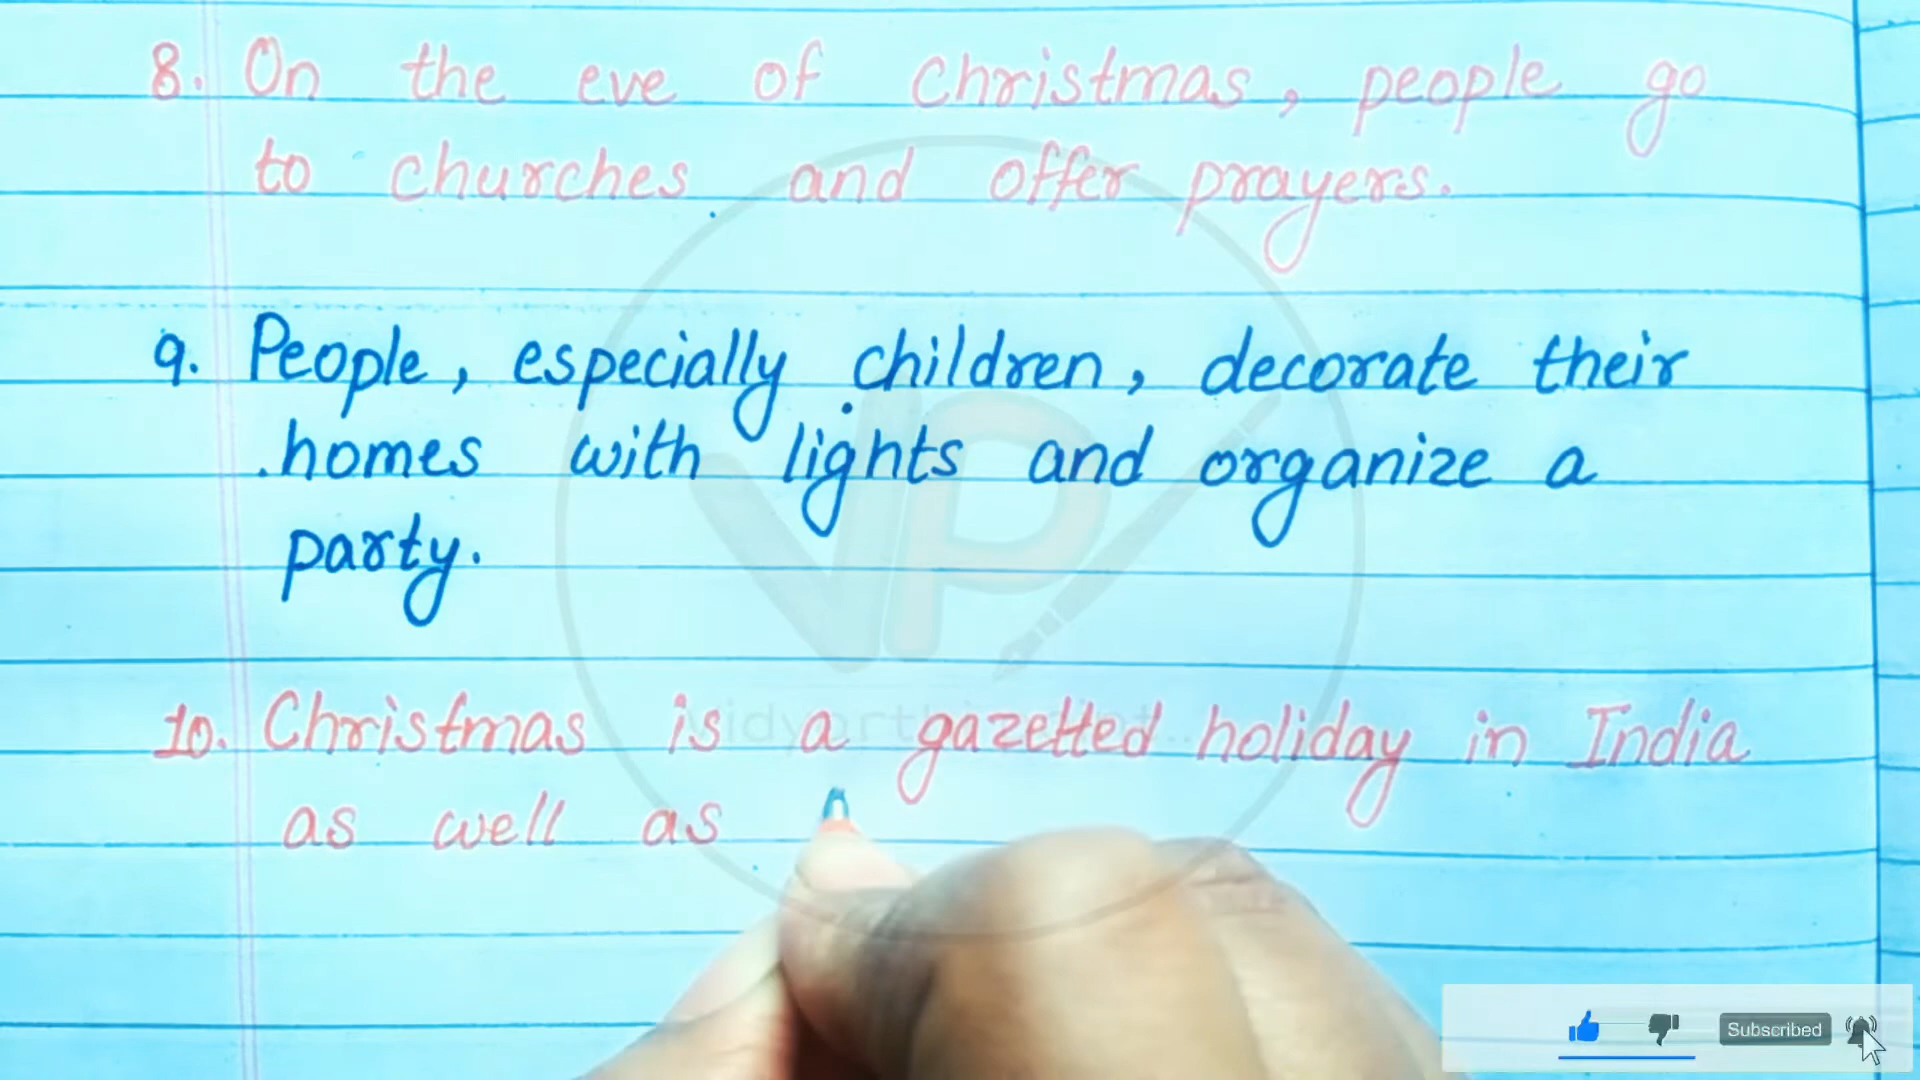 8. On the eve of Christmas, people go
to churches and offer prayers.
9. People, especially children, decorate their
homes with lights and organize a
party.
10. Christmas is a gazetted holiday in India
as well as
VP
Subscribed